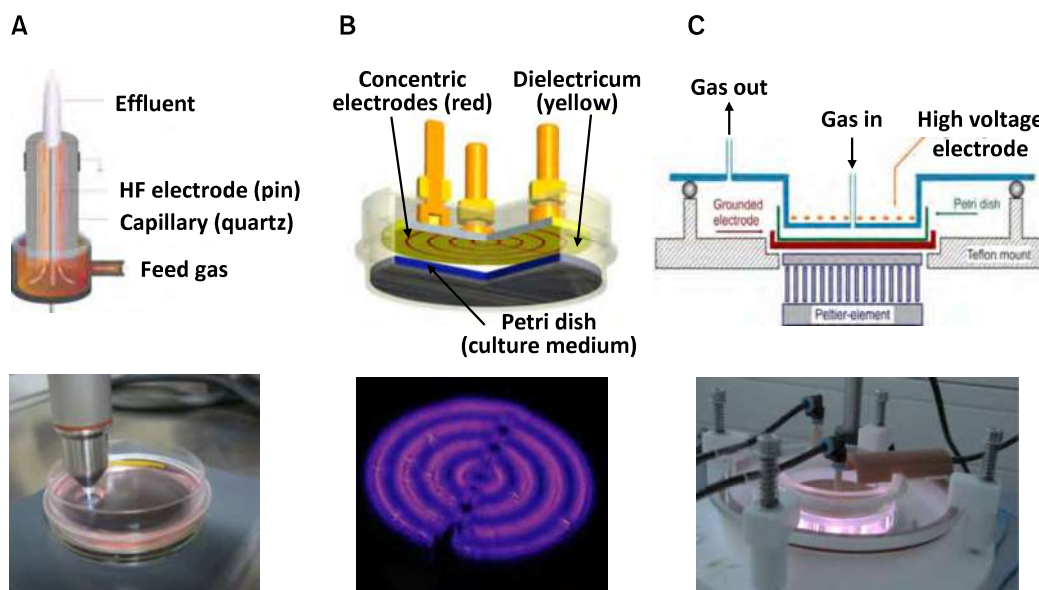 A
B
C
Effluent
HF electrode (pin)
Capillary (quartz)
Feed gas
Concentric
electrodes (red)
Dielectricum
(yellow)
Petri dish
(culture medium)
Gas out
Gas in
High voltage
electrode
Grounded
electrode
Petri dish
Teflon mount
Peltier-element